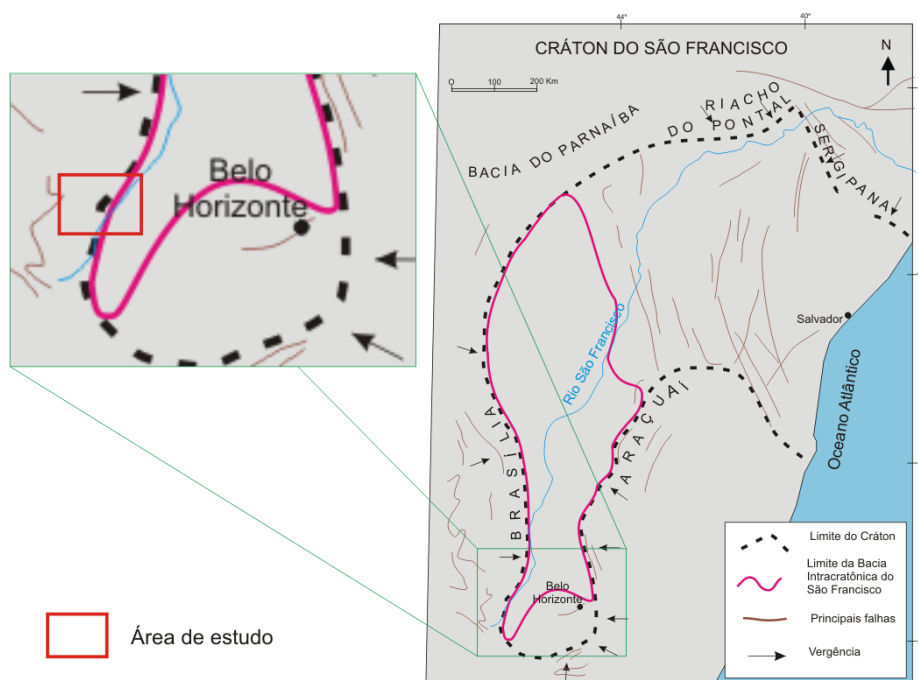 44°
40°
CRÁTON DO SÃO FRANCISCO
N
0 100 200 Km
BACIA DO PARNAÍBA
RIACHO
DO PONTAL
SERIGIPANA
Belo
Horizonte
Salvador
Rio São Francisco
Oceano Atlântico
ARAÇUAÍ
BRASÍLIA
Belo
Horizonte
Limite do Cráton
Limite da Bacia
Intracratônica do
São Francisco
Principais falhas
Vergência
Área de estudo